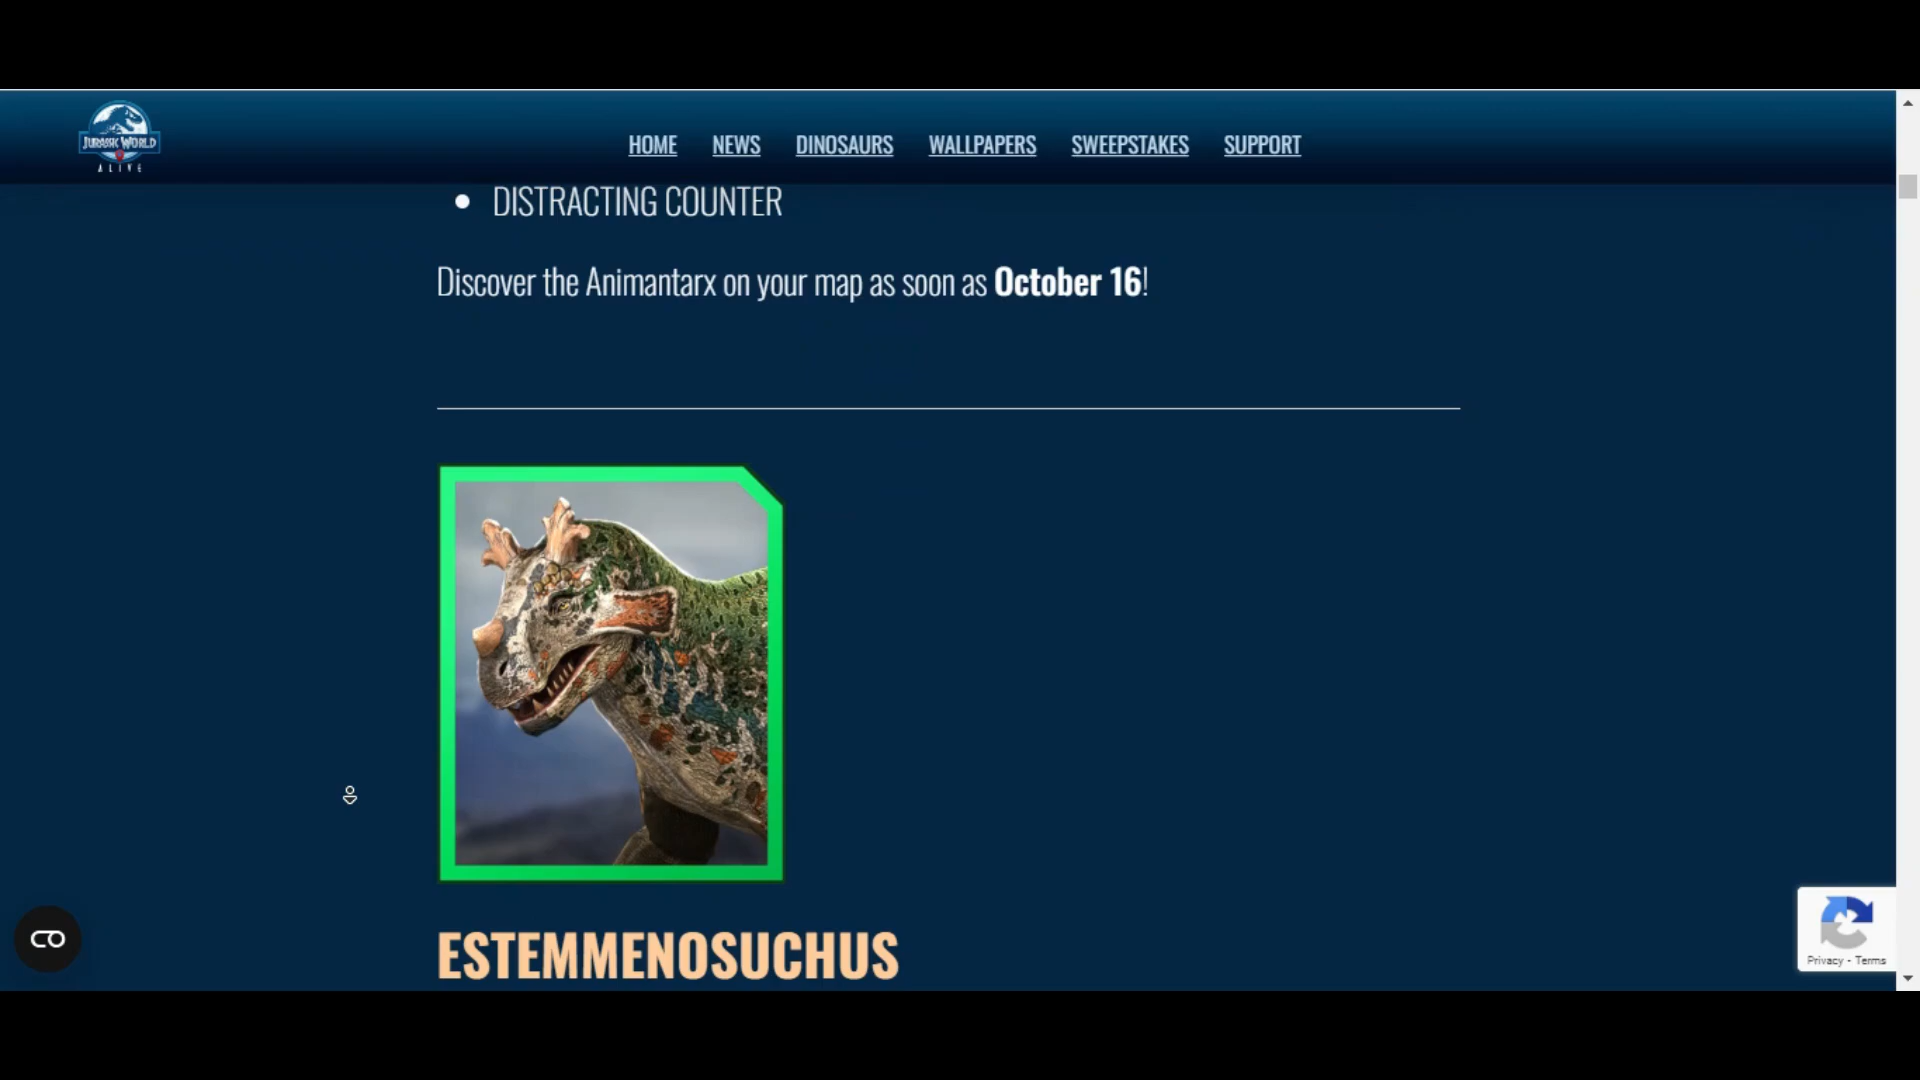 JURASSIC WORLD
ALIVE
HOME NEWS DINOSAURS WALLPAPERS SWEEPSTAKES SUPPORT
• DISTRACTING COUNTER
Discover the Animantarx on your map as soon as October 16!
ESTEMMENOSUCHUS
Privacy - Terms